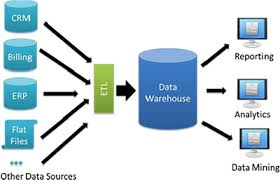 CRM
Billing
ERP
Flat
Files
Other Data Sources
ETL
Data
Warehouse
Reporting
Analytics
Data Mining